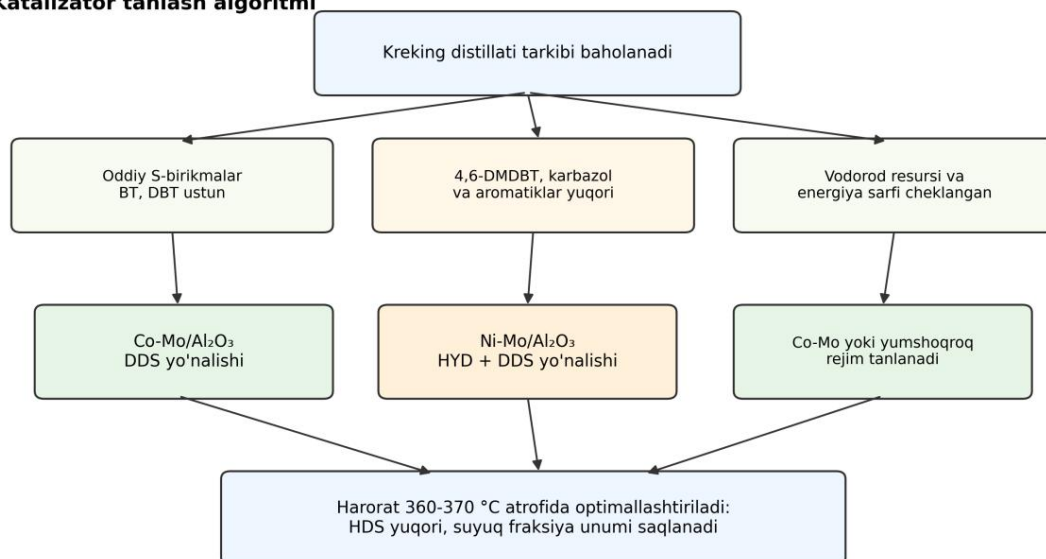 Katalizator tanlash algoritmi
Kreking distillati tarkibi baholanadi
Oddiy S-birikmalar
BT, DBT ustun
4,6-DMDBT, karbazol
va aromatiklar yuqori
Vodorod resursi va
energiya sarfi cheklangan
Co-Mo/Al₂O₃
DDS yo'nalishi
Ni-Mo/Al₂O₃
HYD + DDS yo'nalishi
Co-Mo yoki yumshoqroq
rejim tanlanadi
Harorat 360-370 °C atrofida optimallashtiriladi:
HDS yuqori, suyuq fraksiya unumi saqlanadi